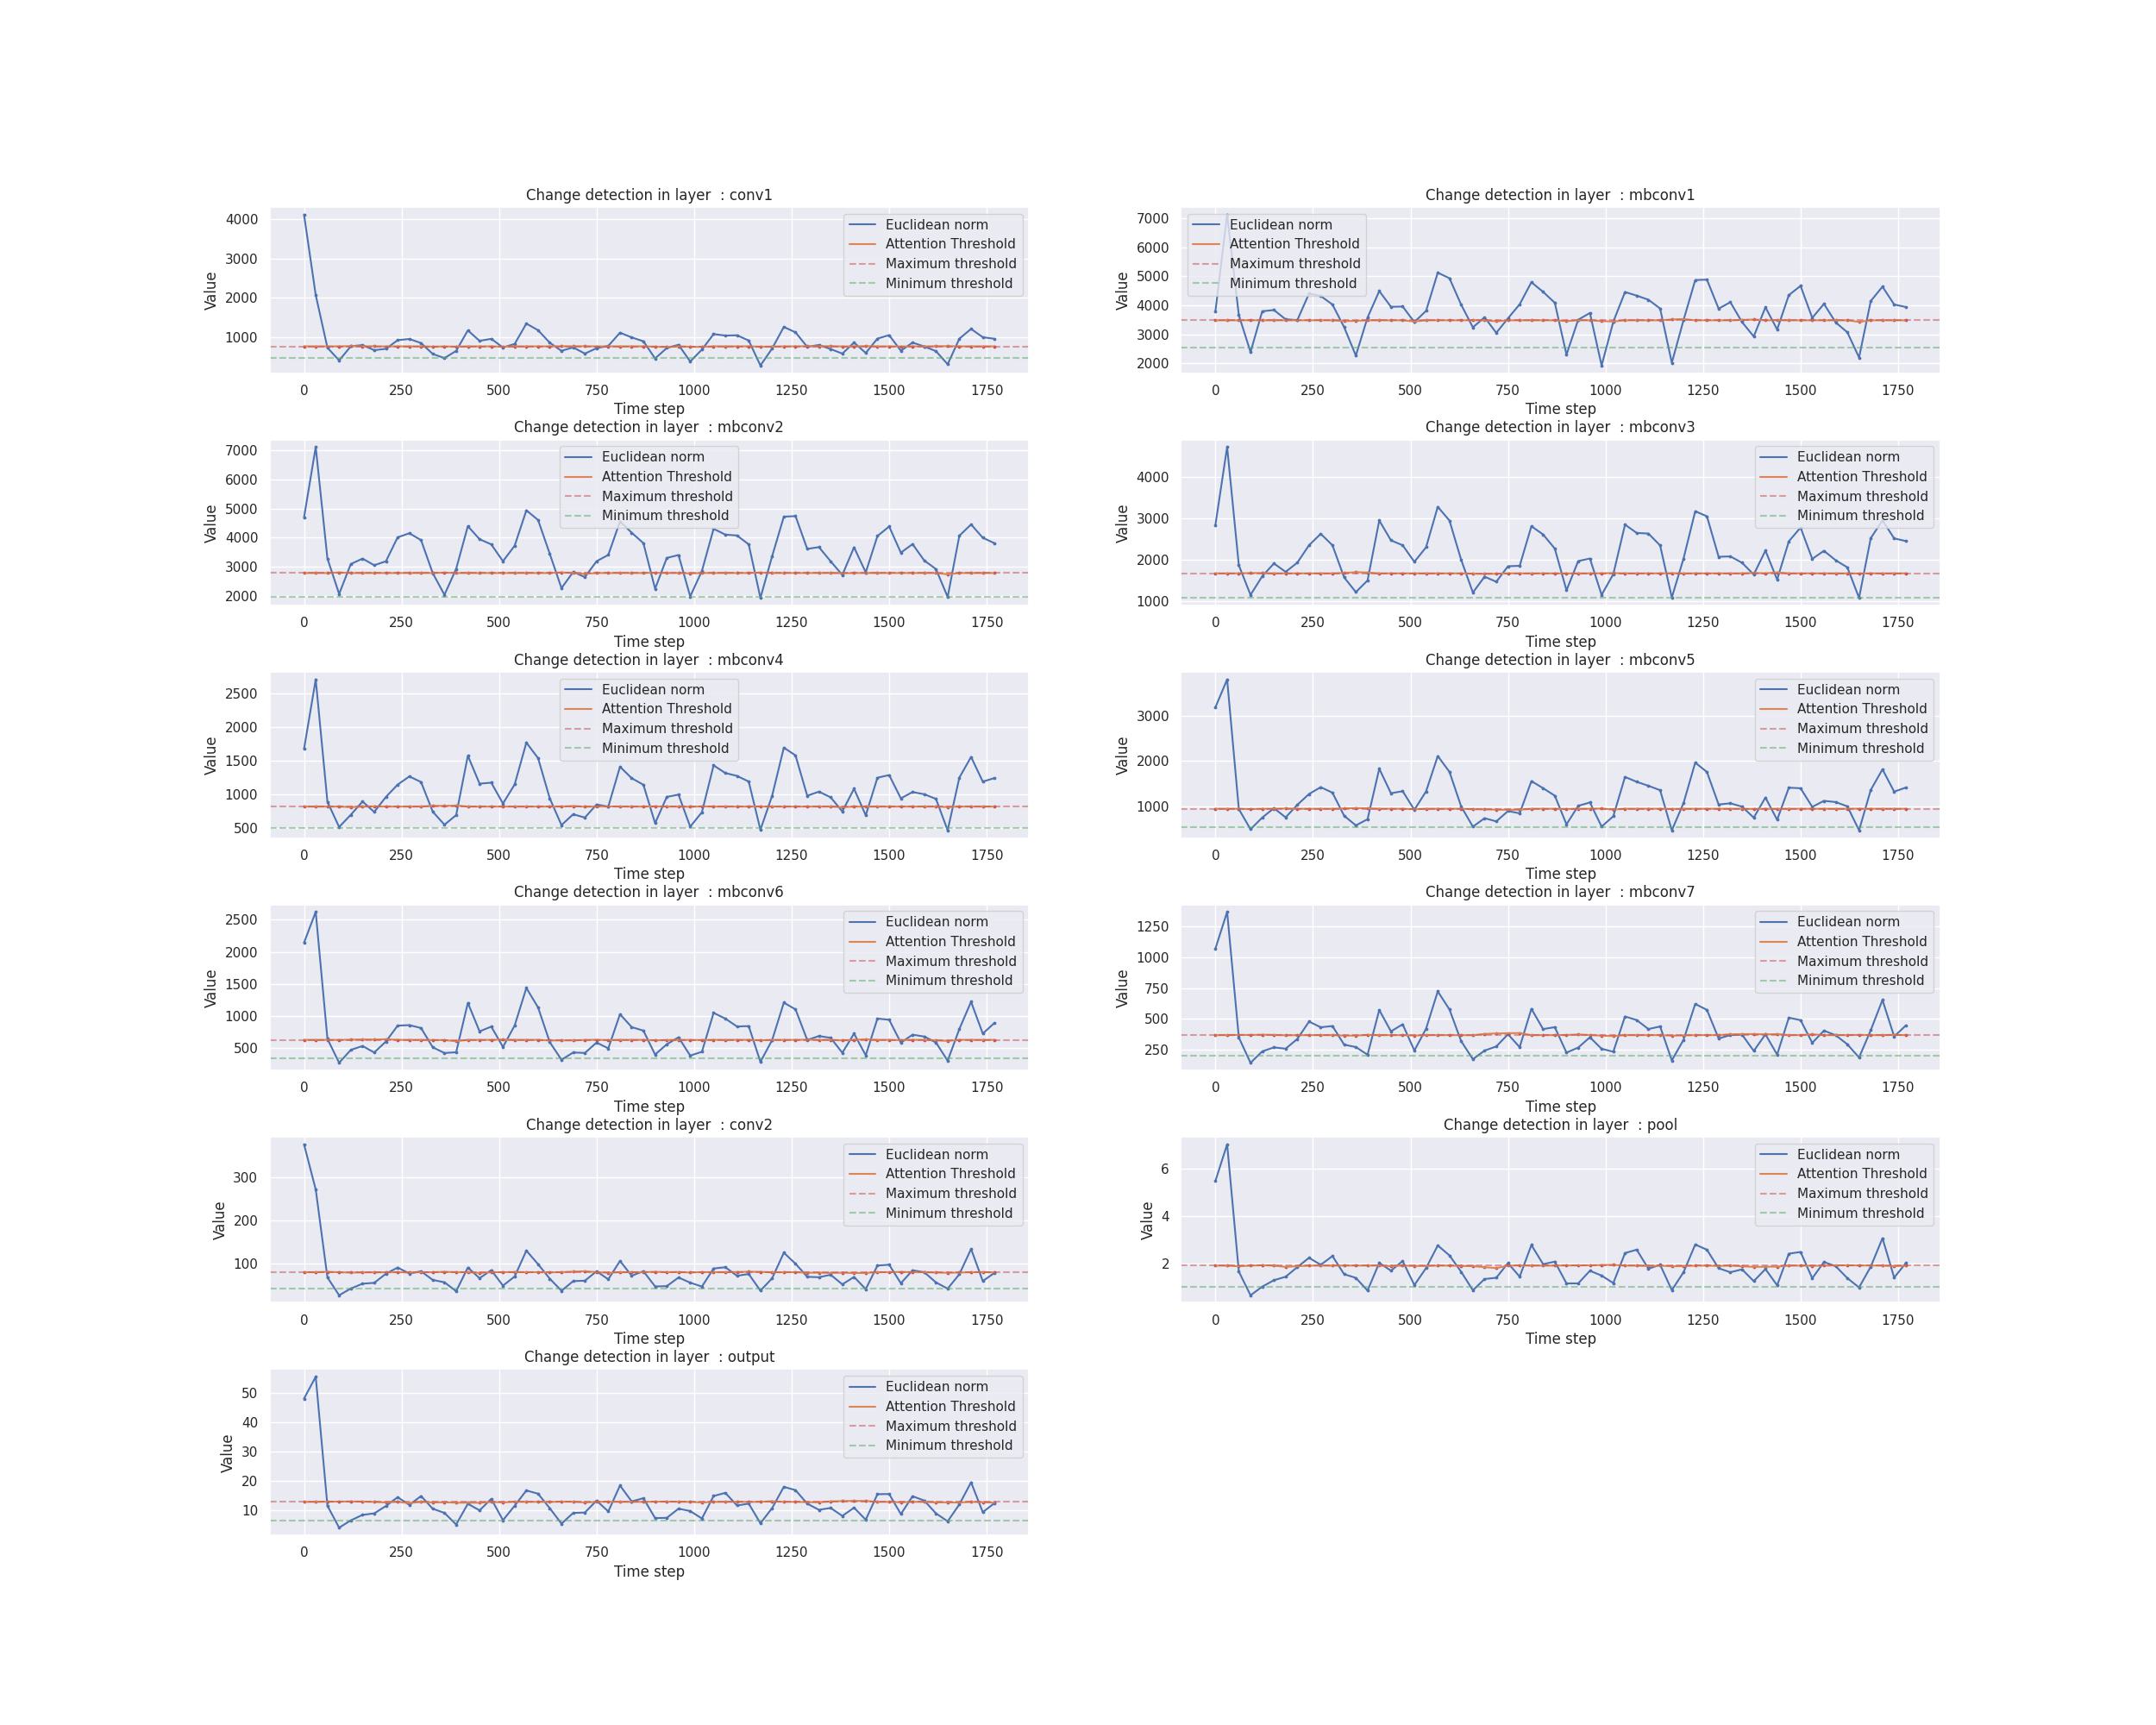 Change detection in layer : conv1
4000
3000
2000
1000
Value
Euclidean norm
Attention Threshold
Maximum threshold
Minimum threshold
0 250 500 750 1000 1250 1500 1750
Time step
Change detection in layer : mbconv1
7000
6000
5000
4000
3000
2000
Value
Euclidean norm
Attention Threshold
Maximum threshold
Minimum threshold
0 250 500 750 1000 1250 1500 1750
Time step
Change detection in layer : mbconv2
7000
6000
5000
4000
3000
2000
Value
Euclidean norm
Attention Threshold
Maximum threshold
Minimum threshold
0 250 500 750 1000 1250 1500 1750
Time step
Change detection in layer : mbconv3
4000
3000
2000
1000
Value
Euclidean norm
Attention Threshold
Maximum threshold
Minimum threshold
0 250 500 750 1000 1250 1500 1750
Time step
Change detection in layer : mbconv4
2500
2000
1500
1000
500
Value
Euclidean norm
Attention Threshold
Maximum threshold
Minimum threshold
0 250 500 750 1000 1250 1500 1750
Time step
Change detection in layer : mbconv5
3000
2000
1000
Value
Euclidean norm
Attention Threshold
Maximum threshold
Minimum threshold
0 250 500 750 1000 1250 1500 1750
Time step
Change detection in layer : mbconv6
2500
2000
1500
1000
500
Value
Euclidean norm
Attention Threshold
Maximum threshold
Minimum threshold
0 250 500 750 1000 1250 1500 1750
Time step
Change detection in layer : mbconv7
1250
1000
750
500
250
Value
Euclidean norm
Attention Threshold
Maximum threshold
Minimum threshold
0 250 500 750 1000 1250 1500 1750
Time step
Change detection in layer : conv2
300
200
100
Value
Euclidean norm
Attention Threshold
Maximum threshold
Minimum threshold
0 250 500 750 1000 1250 1500 1750
Time step
Change detection in layer : pool
6
4
2
Value
Euclidean norm
Attention Threshold
Maximum threshold
Minimum threshold
0 250 500 750 1000 1250 1500 1750
Time step
Change detection in layer : output
50
40
30
20
10
Value
Euclidean norm
Attention Threshold
Maximum threshold
Minimum threshold
0 250 500 750 1000 1250 1500 1750
Time step